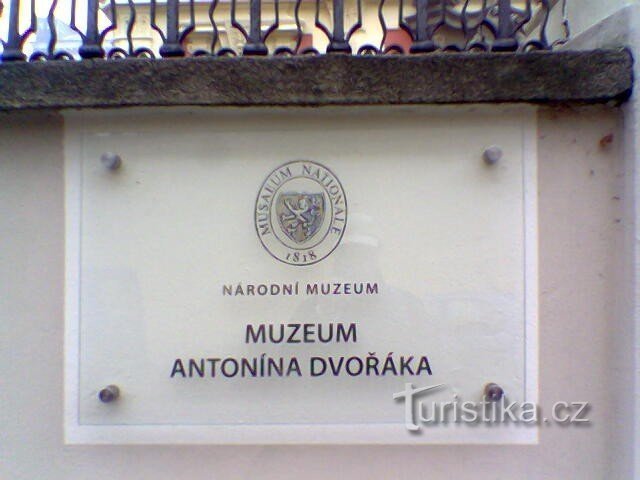 MUSAEUM NATIONALE
1818
NÁRODNÍ MUZEUM
MUZEUM
ANTONÍNA DVOŘÁKA
Turistika.cz